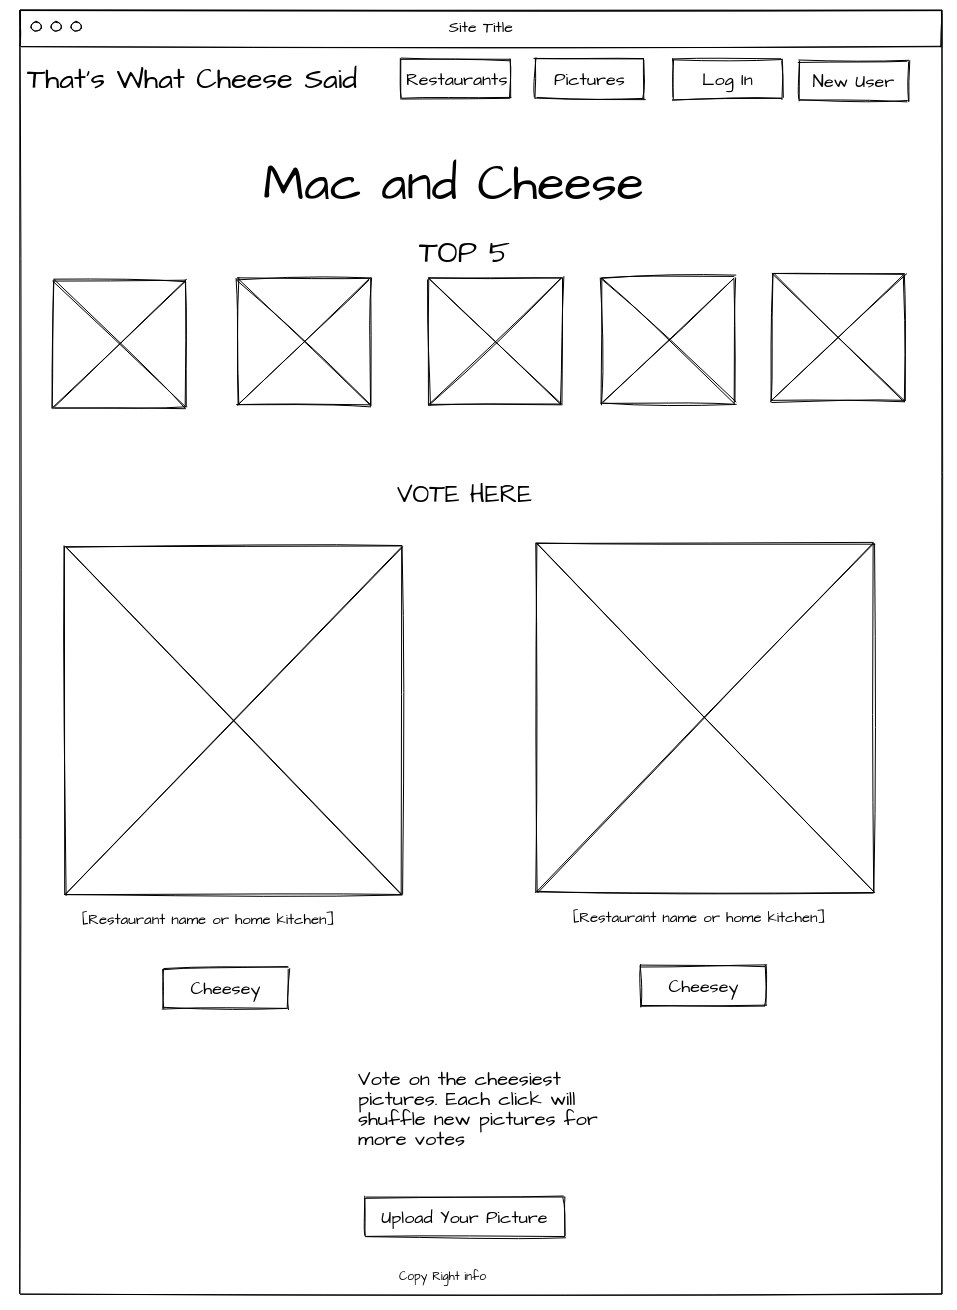 Site Title
That's What Cheese Said
Restaurants
Pictures
Log In
New User
Mac and Cheese
TOP 5
VOTE HERE
[Restaurant name or home kitchen]
[Restaurant name or home kitchen]
Cheesey
Cheesey
Vote on the cheesiest
pictures. Each click will
shuffle new pictures for
more votes
Upload Your Picture
Copy Right info